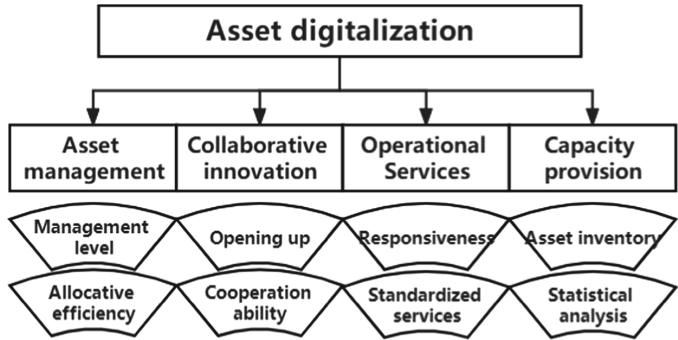 Asset digitalization
Asset
management
Collaborative
innovation
Operational
Services
Capacity
provision
Management
level
Opening up
Responsiveness
Asset inventory
Allocative
efficiency
Cooperation
ability
Standardized
services
Statistical
analysis